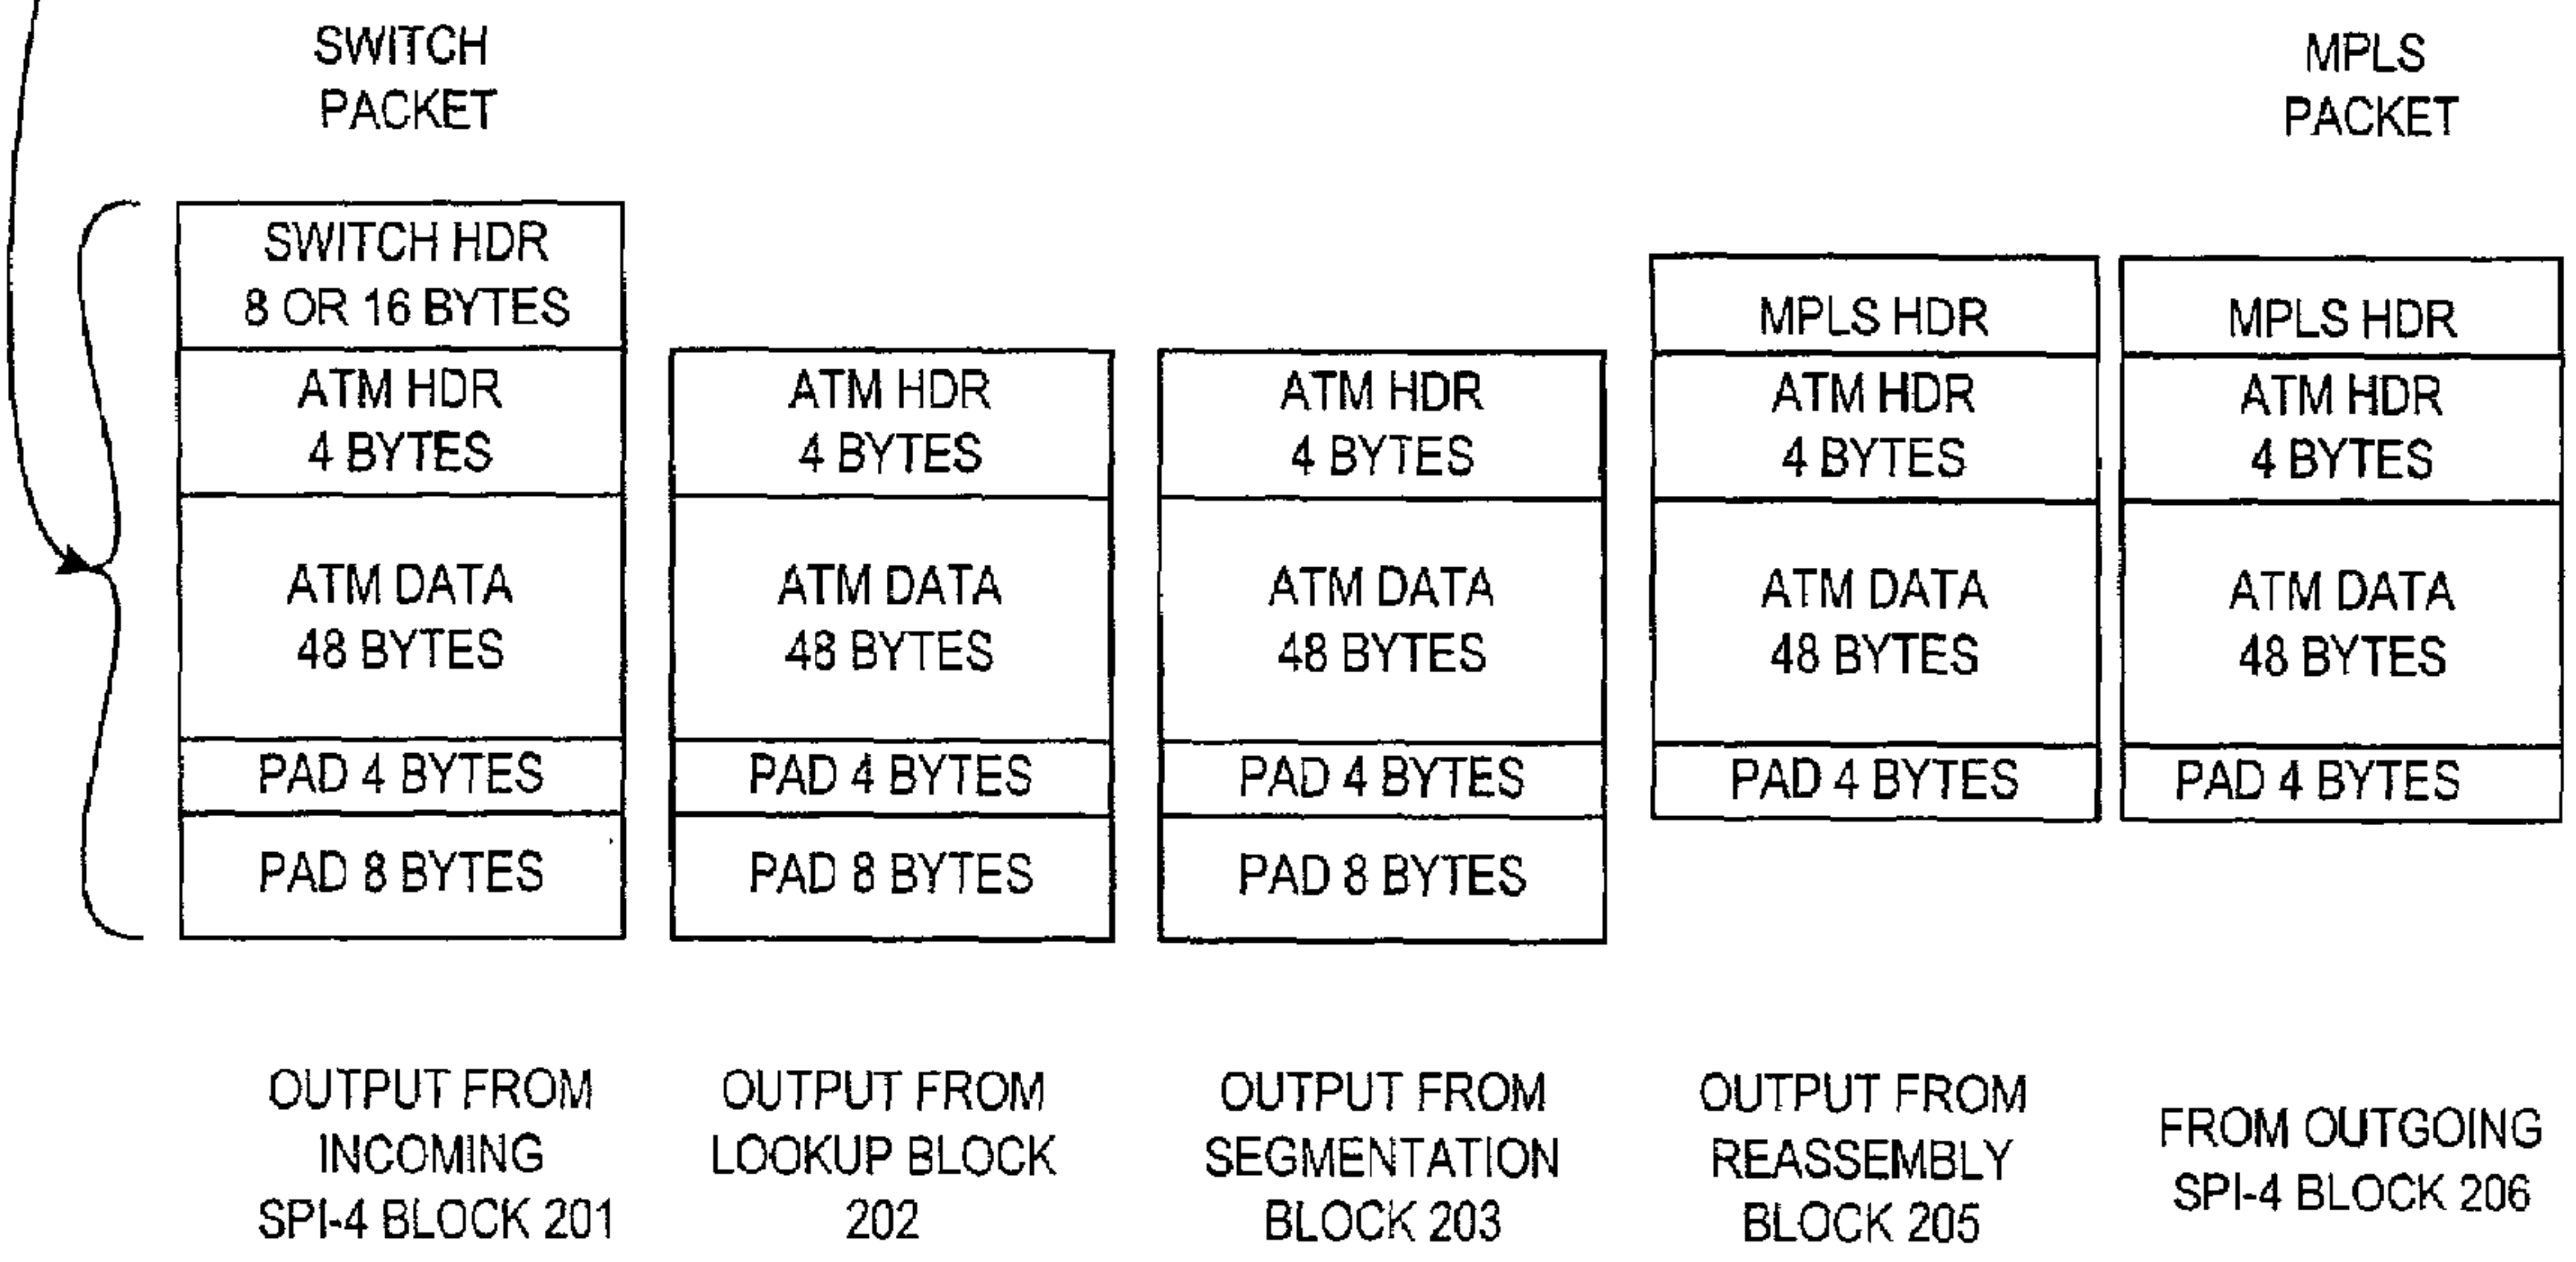 SWITCH
PACKET
MPLS
PACKET
SWITCH HDR
8 OR 16 BYTES
ATM HDR
4 BYTES
ATM DATA
48 BYTES
PAD 4 BYTES
PAD 8 BYTES
ATM HDR
4 BYTES
ATM DATA
48 BYTES
PAD 4 BYTES
PAD 8 BYTES
ATM HDR
4 BYTES
ATM DATA
48 BYTES
PAD 4 BYTES
PAD 8 BYTES
MPLS HDR
ATM HDR
4 BYTES
ATM DATA
48 BYTES
PAD 4 BYTES
MPLS HDR
ATM HDR
4 BYTES
ATM DATA
48 BYTES
PAD 4 BYTES
OUTPUT FROM
INCOMING
SPI-4 BLOCK 201
OUTPUT FROM
LOOKUP BLOCK
202
OUTPUT FROM
SEGMENTATION
BLOCK 203
OUTPUT FROM
REASSEMBLY
BLOCK 205
FROM OUTGOING
SPI-4 BLOCK 206